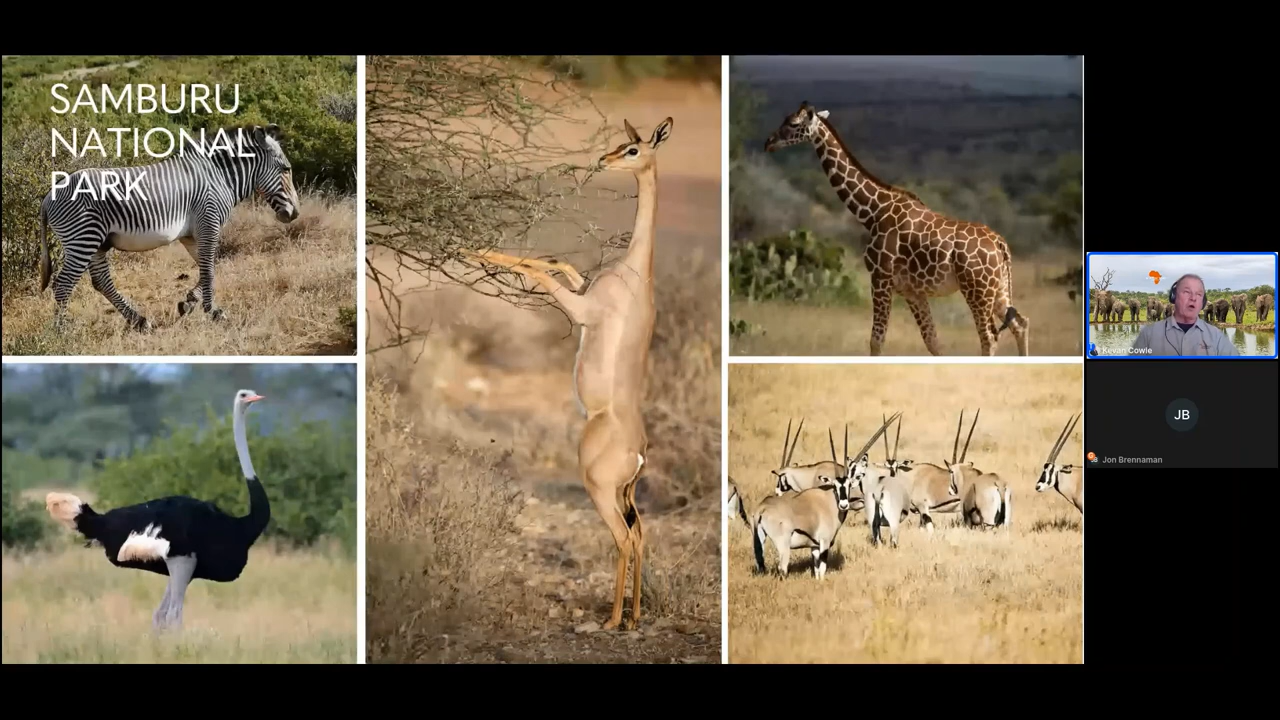 SAMBURU
NATIONAL
PARK
Kevan Cowie
JB
Jon Brennaman